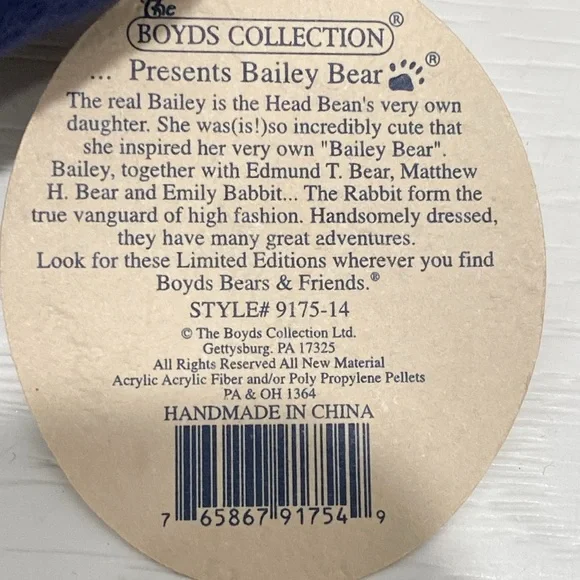 The
BOYDS COLLECTION®
... Presents Bailey Bear ®
The real Bailey is the Head Bean's very own
daughter. She was(is!)so incredibly cute that
she inspired her very own "Bailey Bear".
Bailey, together with Edmund T. Bear, Matthew
H. Bear and Emily Babbit... The Rabbit form the
true vanguard of high fashion. Handsomely dressed,
they have many great adventures.
Look for these Limited Editions wherever you find
Boyds Bears & Friends.®
STYLE# 9175-14
© The Boyds Collection Ltd.
Gettysburg. PA 17325
All Rights Reserved All New Material
Acrylic Acrylic Fiber and/or Poly Propylene Pellets
PA & OH 1364
HANDMADE IN CHINA
7 65867 91754 9